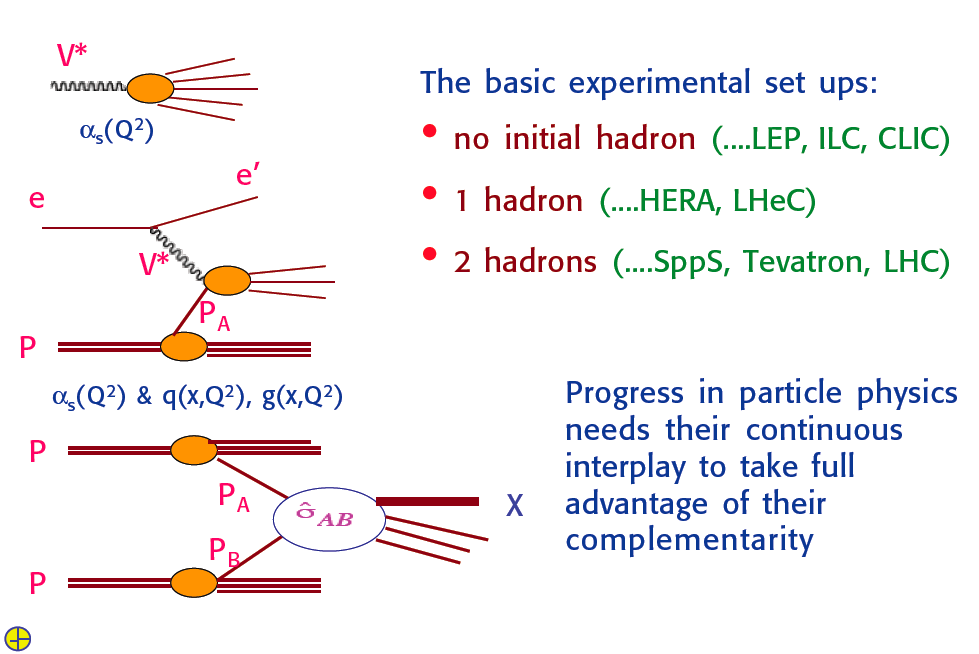 V*
αs(Q²)
The basic experimental set ups:
• no initial hadron (....LEP, ILC, CLIC)
• 1 hadron (....HERA, LHeC)
• 2 hadrons (....SppS, Tevatron, LHC)
e
e′
V*
PA
P
αs(Q²) & q(x,Q²), g(x,Q²)
Progress in particle physics
needs their continuous
interplay to take full
advantage of their
complementarity
P
PA
σ̂AB
X
PB
P